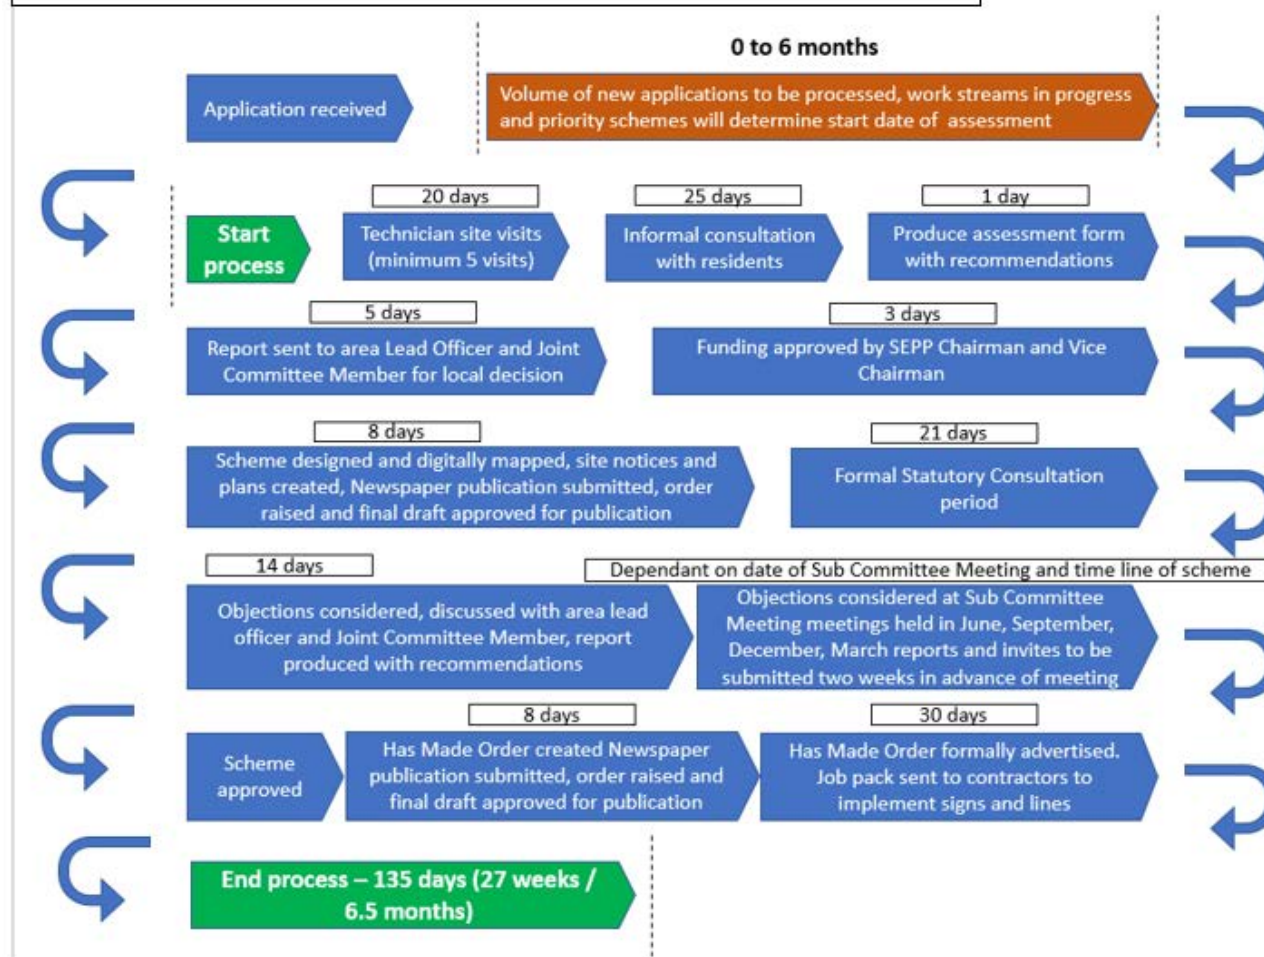 0 to 6 months
Application received
Volume of new applications to be processed, work streams in progress
and priority schemes will determine start date of assessment
20 days
25 days
1 day
Start
process
Technician site visits
(minimum 5 visits)
Informal consultation
with residents
Produce assessment form
with recommendations
5 days
3 days
Report sent to area Lead Officer and Joint
Committee Member for local decision
Funding approved by SEPP Chairman and Vice
Chairman
8 days
21 days
Scheme designed and digitally mapped, site notices and
plans created, Newspaper publication submitted, order
raised and final draft approved for publication
Formal Statutory Consultation
period
14 days
Dependant on date of Sub Committee Meeting and time line of scheme
Objections considered, discussed with area lead
officer and Joint Committee Member, report
produced with recommendations
Objections considered at Sub Committee
Meeting meetings held in June, September,
December, March reports and invites to be
submitted two weeks in advance of meeting
8 days
30 days
Scheme
approved
Has Made Order created Newspaper
publication submitted, order raised and
final draft approved for publication
Has Made Order formally advertised.
Job pack sent to contractors to
implement signs and lines
End process – 135 days (27 weeks /
6.5 months)